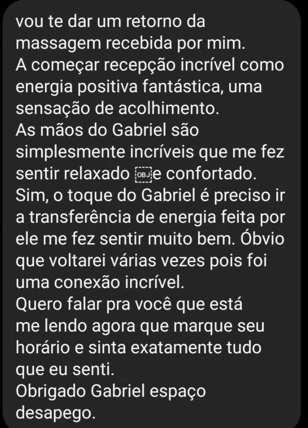 vou te dar um retorno da
massagem recebida por mim.
A começar recepção incrível como
energia positiva fantástica, uma
sensação de acolhimento.
As mãos do Gabriel são
simplesmente incríveis que me fez
sentir relaxado ￼e confortado.
Sim, o toque do Gabriel é preciso ir
a transferência de energia feita por
ele me fez sentir muito bem. Óbvio
que voltarei várias vezes pois foi
uma conexão incrível.
Quero falar pra você que está
me lendo agora que marque seu
horário e sinta exatamente tudo
que eu senti.
Obrigado Gabriel espaço
desapego.